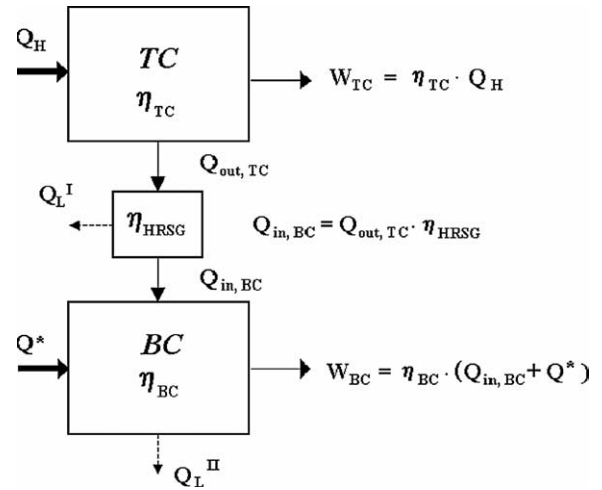 Q_H
TC
η_TC
W_TC = η_TC · Q_H
Q_out, TC
Q_L^I
η_HRSG
Q_in, BC = Q_out, TC · η_HRSG
Q_in, BC
Q*
BC
η_BC
W_BC = η_BC · (Q_in, BC + Q*)
Q_L^II